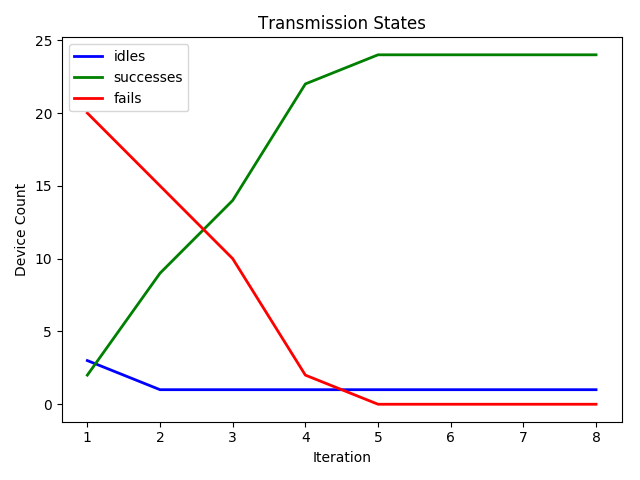 Transmission States
idles
successes
fails
Device Count
25
20
15
10
5
0
1 2 3 4 5 6 7 8
Iteration